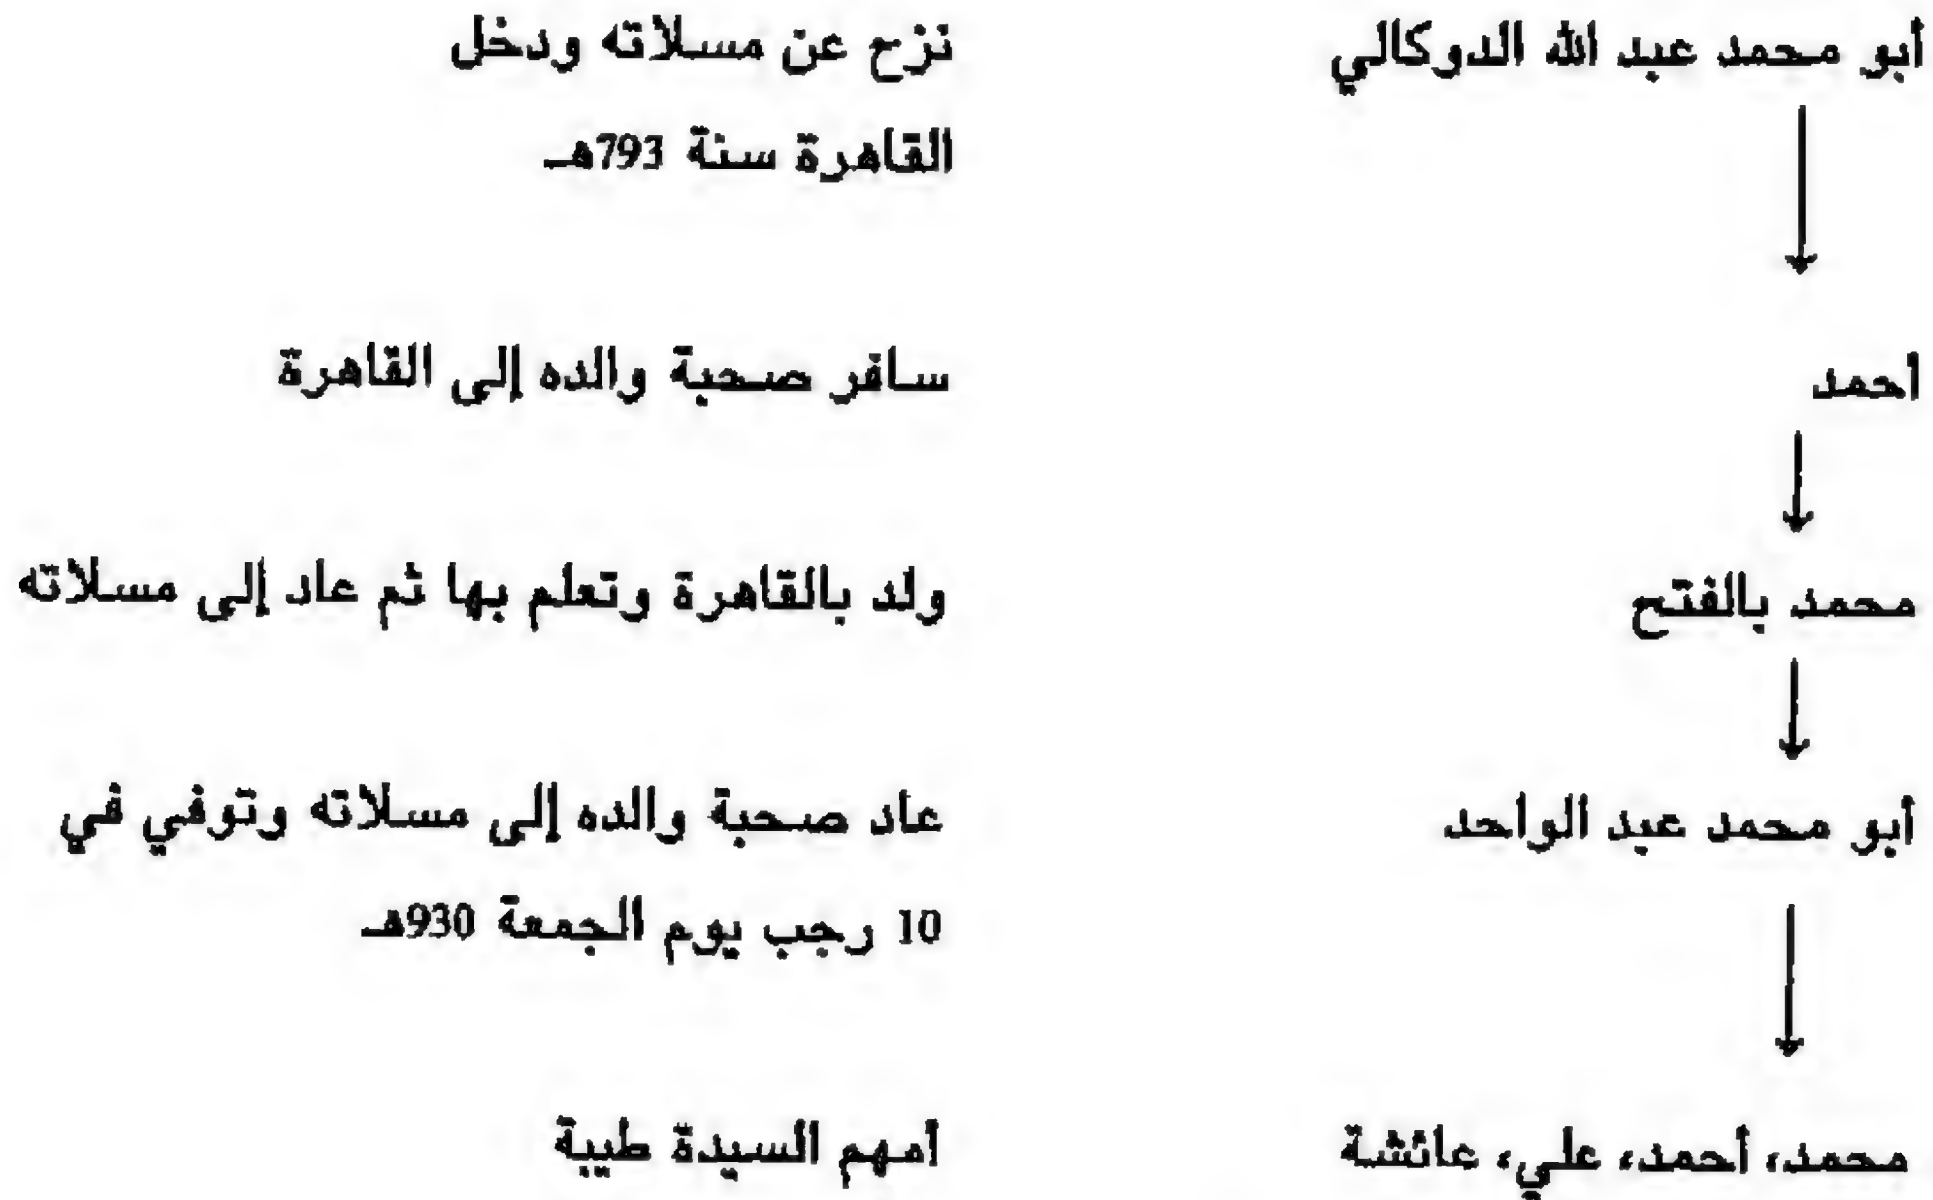 أبو محمد عبد الله الدوكالي
نزح عن مسلاته ودخل
القاهرة سنة 793هـ
أحمد
سافر صحبة والده إلى القاهرة
محمد بالفتح
ولد بالقاهرة وتعلم بها ثم عاد إلى مسلاته
أبو محمد عبد الواحد
عاد صحبة والده إلى مسلاته وتوفي في
10 رجب يوم الجمعة 930هـ
محمد، أحمد، علي، عائشة
أمهم السيدة طيبة